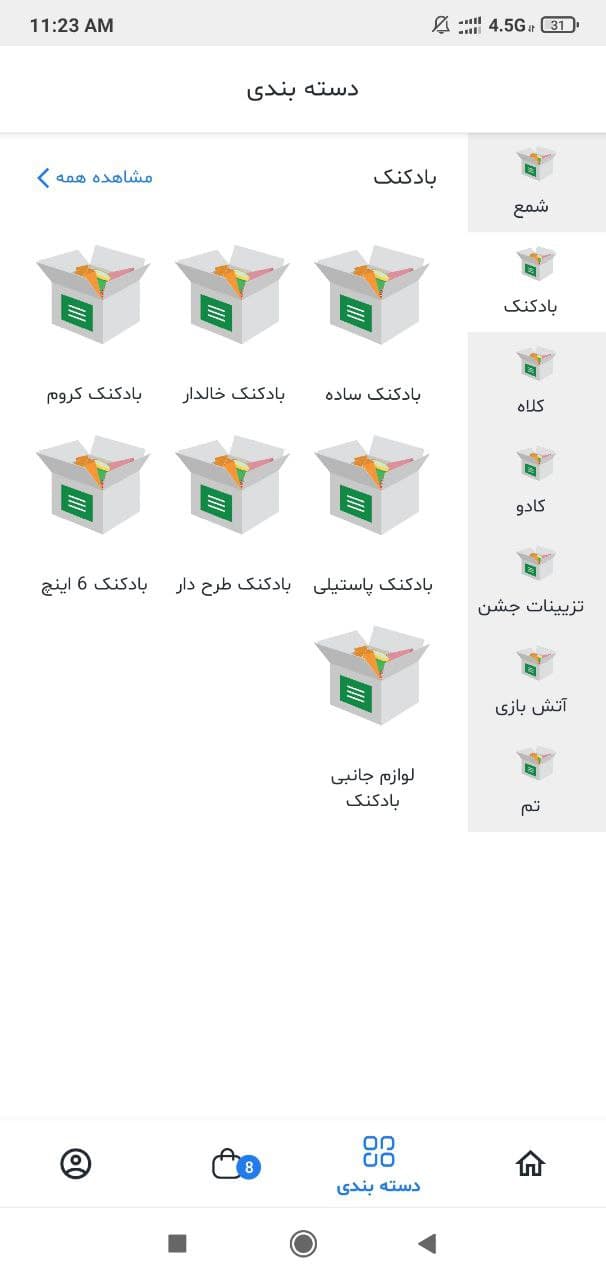 11:23 AM
4.5G
31
دسته بندی
بادکنک
مشاهده همه
شمع
بادکنک
کلاه
کادو
تزیینات جشن
آتش بازی
تم
بادکنک ساده
بادکنک خالدار
بادکنک کروم
بادکنک پاستیلی
بادکنک طرح دار
بادکنک 6 اینچ
لوازم جانبی
بادکنک
دسته بندی
8